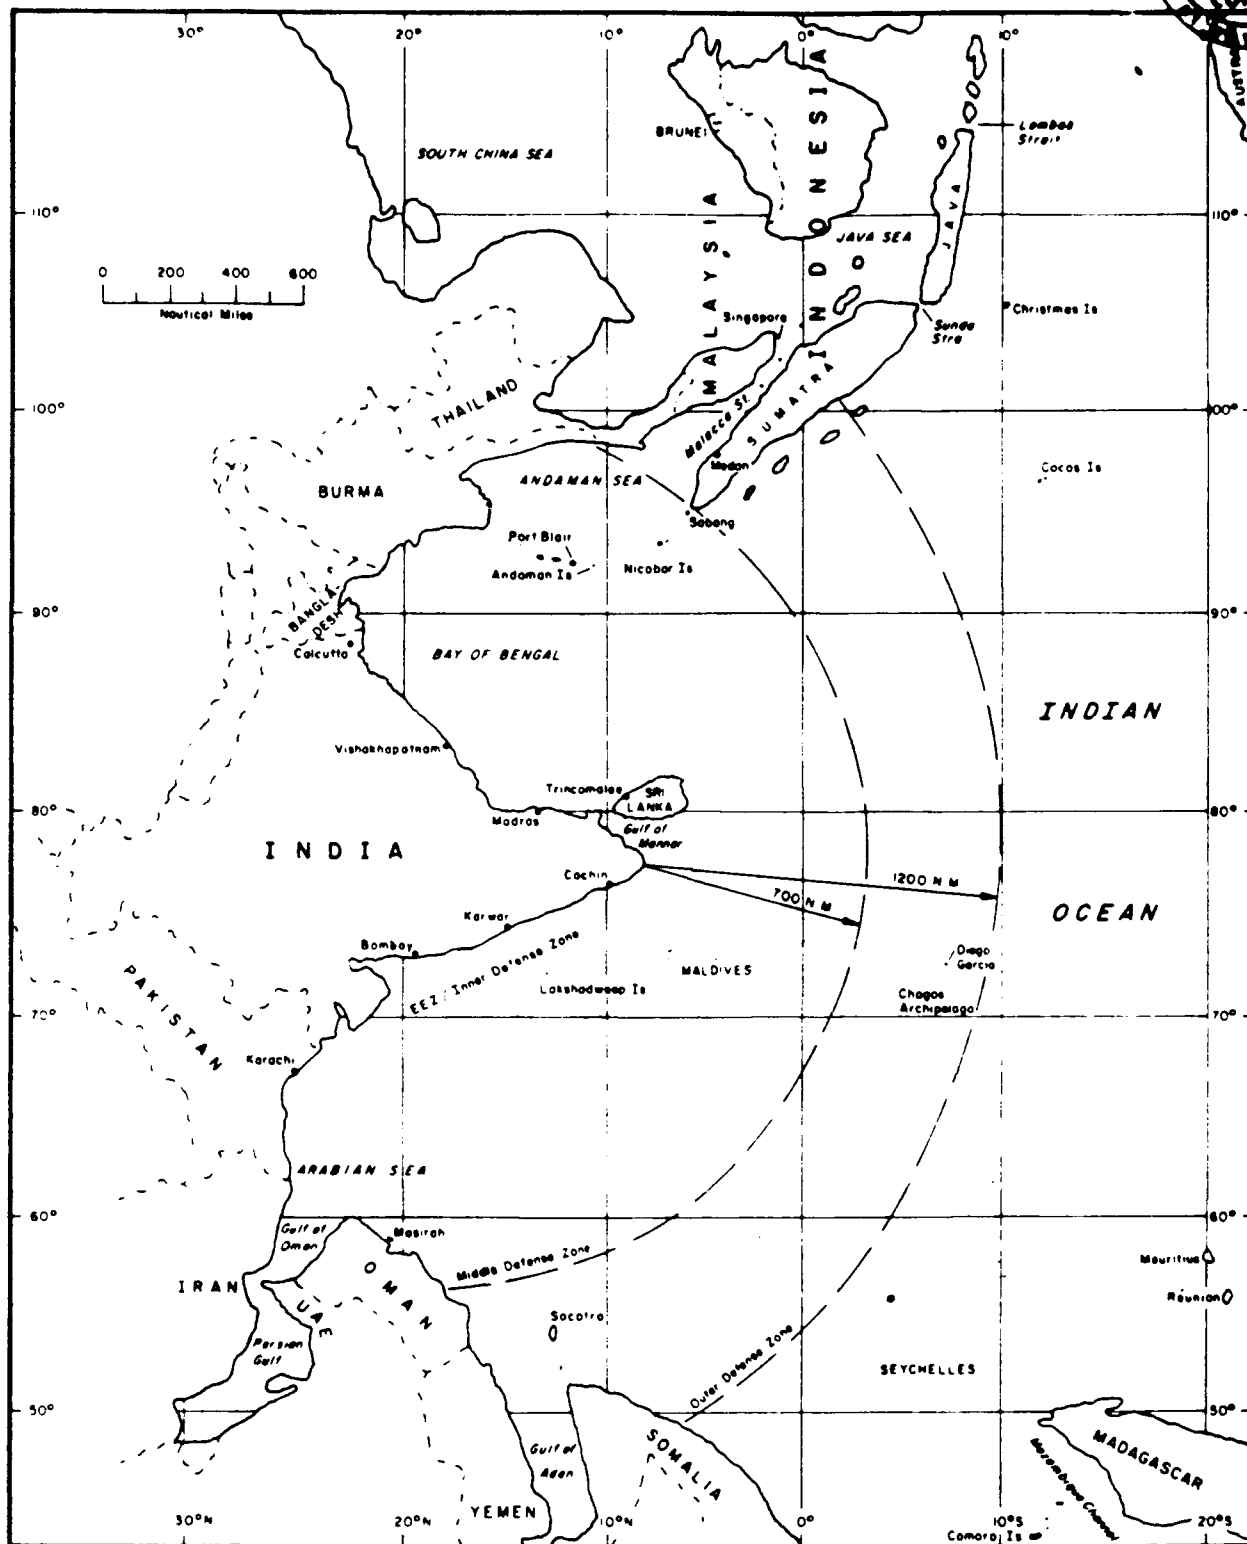 30°
20°
10°
0°
10°
AUSTR
BRUNEI
SOUTH CHINA SEA
Lombok
Strait
INDONESIA
MALAYSIA
JAVA
110°
110°
JAVA SEA
0 200 400 600
Nautical Miles
Singapore
Christmas Is
Sunda
Stra
THAILAND
SUMATRA
Malacca St.
100°
100°
Medan
Cocos Is
BURMA
ANDAMAN SEA
Sabang
Port Blair
Andaman Is
Nicobar Is
BANGLA
DESH
90°
90°
Calcutta
BAY OF BENGAL
INDIAN
Vishakhapatnam
Trincomalee
SRI
LANKA
80°
80°
Madras
Gulf of
Mannar
INDIA
Cochin
1200 N M
700 N M
OCEAN
Karwar
Bombay
EEZ / Inner Defense Zone
Diego
Garcia
MALDIVES
Lakshadweep Is
Chagos
Archipelago
PAKISTAN
70°
70°
Karachi
ARABIAN SEA
60°
60°
Gulf of
Oman
Masirah
Mauritius
Middle Defense Zone
IRAN
OMAN
Reunion
UAE
Socotra
Persian
Gulf
Outer Defense Zone
SEYCHELLES
50°
50°
Gulf of
Aden
SOMALIA
MADAGASCAR
Mozambique Channel
YEMEN
30°N
20°N
10°N
0°
10°S
20°S
Comoro Is